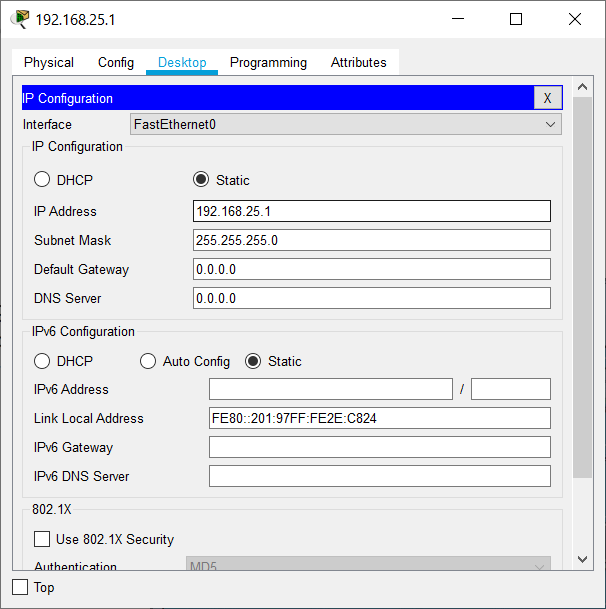 192.168.25.1
Physical Config Desktop Programming Attributes
IP Configuration X
Interface FastEthernet0
IP Configuration
DHCP Static
IP Address 192.168.25.1
Subnet Mask 255.255.255.0
Default Gateway 0.0.0.0
DNS Server 0.0.0.0
IPv6 Configuration
DHCP Auto Config Static
IPv6 Address /
Link Local Address FE80::201:97FF:FE2E:C824
IPv6 Gateway
IPv6 DNS Server
802.1X
Use 802.1X Security
Authentication MD5
Top